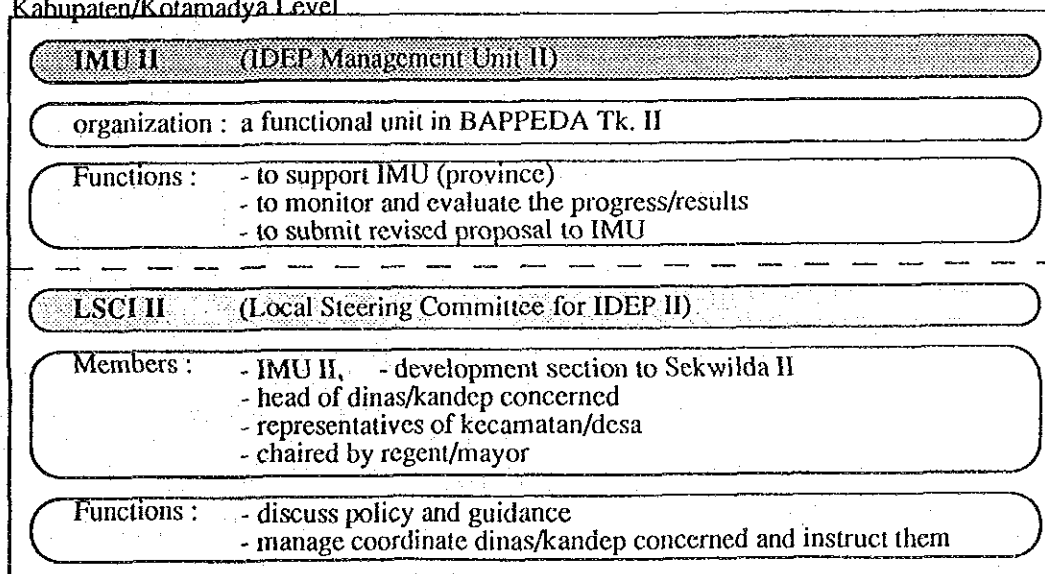 Kabupaten/Kotamadya Level
IMU II (IDEP Management Unit II)
organization : a functional unit in BAPPEDA Tk. II
Functions : - to support IMU (province)
- to monitor and evaluate the progress/results
- to submit revised proposal to IMU
LSCI II (Local Steering Committee for IDEP II)
Members : - IMU II, - development section to Sekwilda II
- head of dinas/kandep concerned
- representatives of kecamatan/desa
- chaired by regent/mayor
Functions : - discuss policy and guidance
- manage coordinate dinas/kandep concerned and instruct them